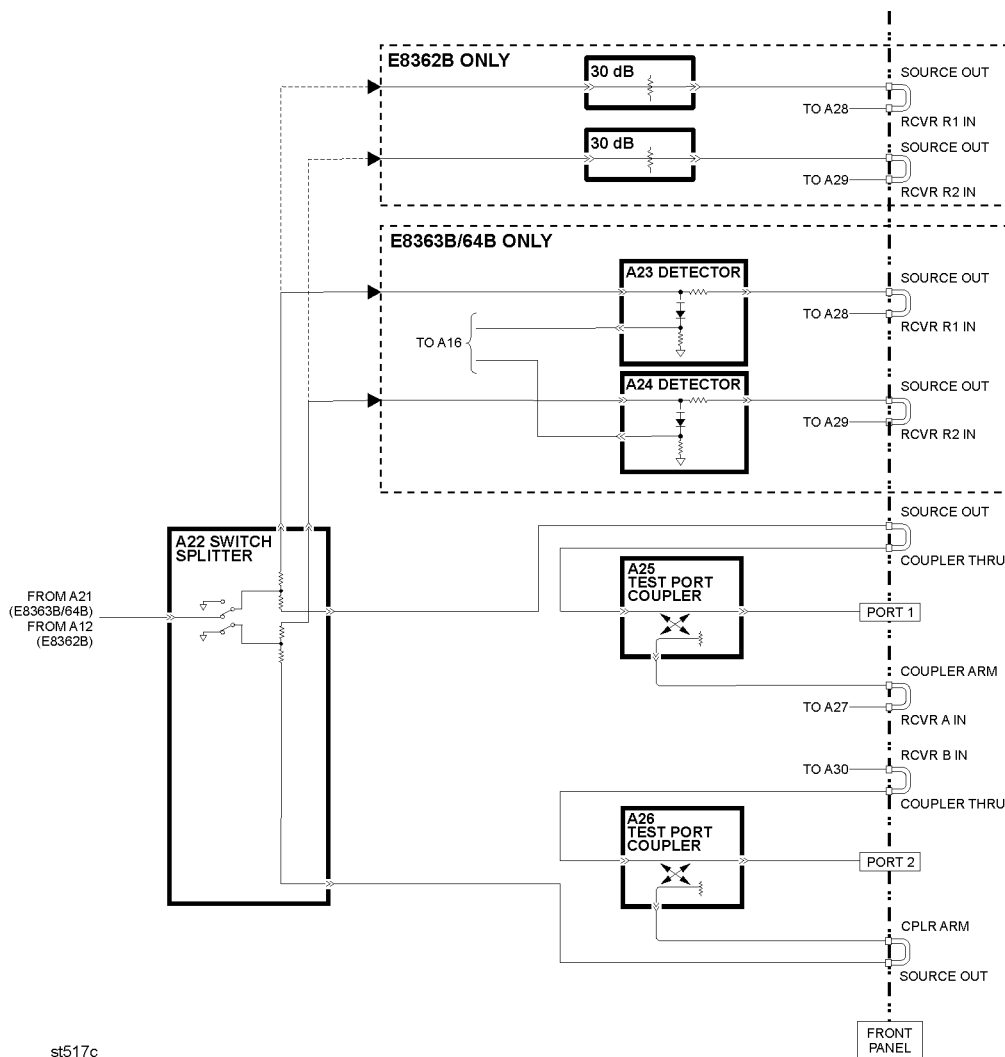 E8362B ONLY
30 dB
SOURCE OUT
TO A28
RCVR R1 IN
30 dB
SOURCE OUT
TO A29
RCVR R2 IN
E8363B/64B ONLY
A23 DETECTOR
SOURCE OUT
TO A28
RCVR R1 IN
TO A16
A24 DETECTOR
SOURCE OUT
TO A29
RCVR R2 IN
A22 SWITCH
SPLITTER
SOURCE OUT
COUPLER THRU
A25
TEST PORT
COUPLER
FROM A21
(E8363B/64B)
FROM A12
(E8362B)
PORT 1
COUPLER ARM
TO A27
RCVR A IN
RCVR B IN
TO A30
COUPLER THRU
A26
TEST PORT
COUPLER
PORT 2
CPLR ARM
SOURCE OUT
FRONT
PANEL
st517c